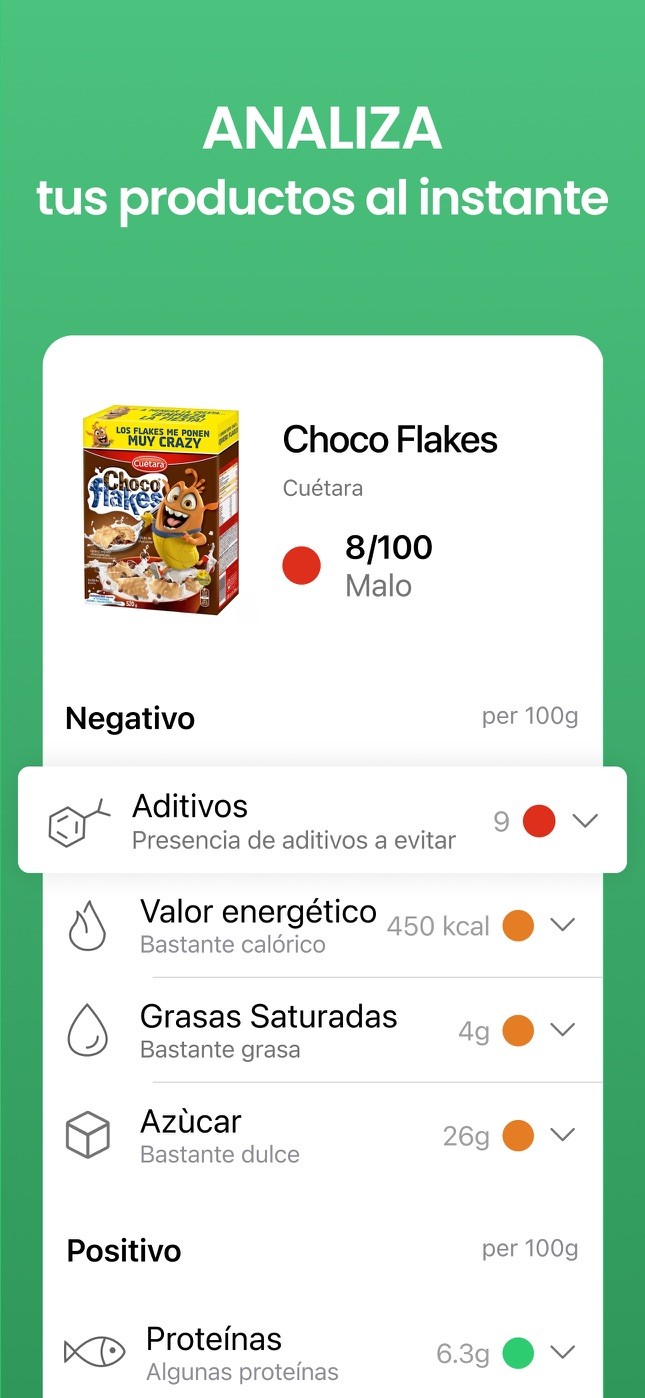 ANALIZA
tus productos al instante
LOS FLAKES ME PONEN
MUY CRAZY
Cuétara
Choco
flakes
520g
Choco Flakes
Cuétara
8/100
Malo
Negativo
per 100g
Aditivos
9
Presencia de aditivos a evitar
Valor energético
450 kcal
Bastante calórico
Grasas Saturadas
4g
Bastante grasa
Azùcar
26g
Bastante dulce
Positivo
per 100g
Proteínas
6.3g
Algunas proteínas